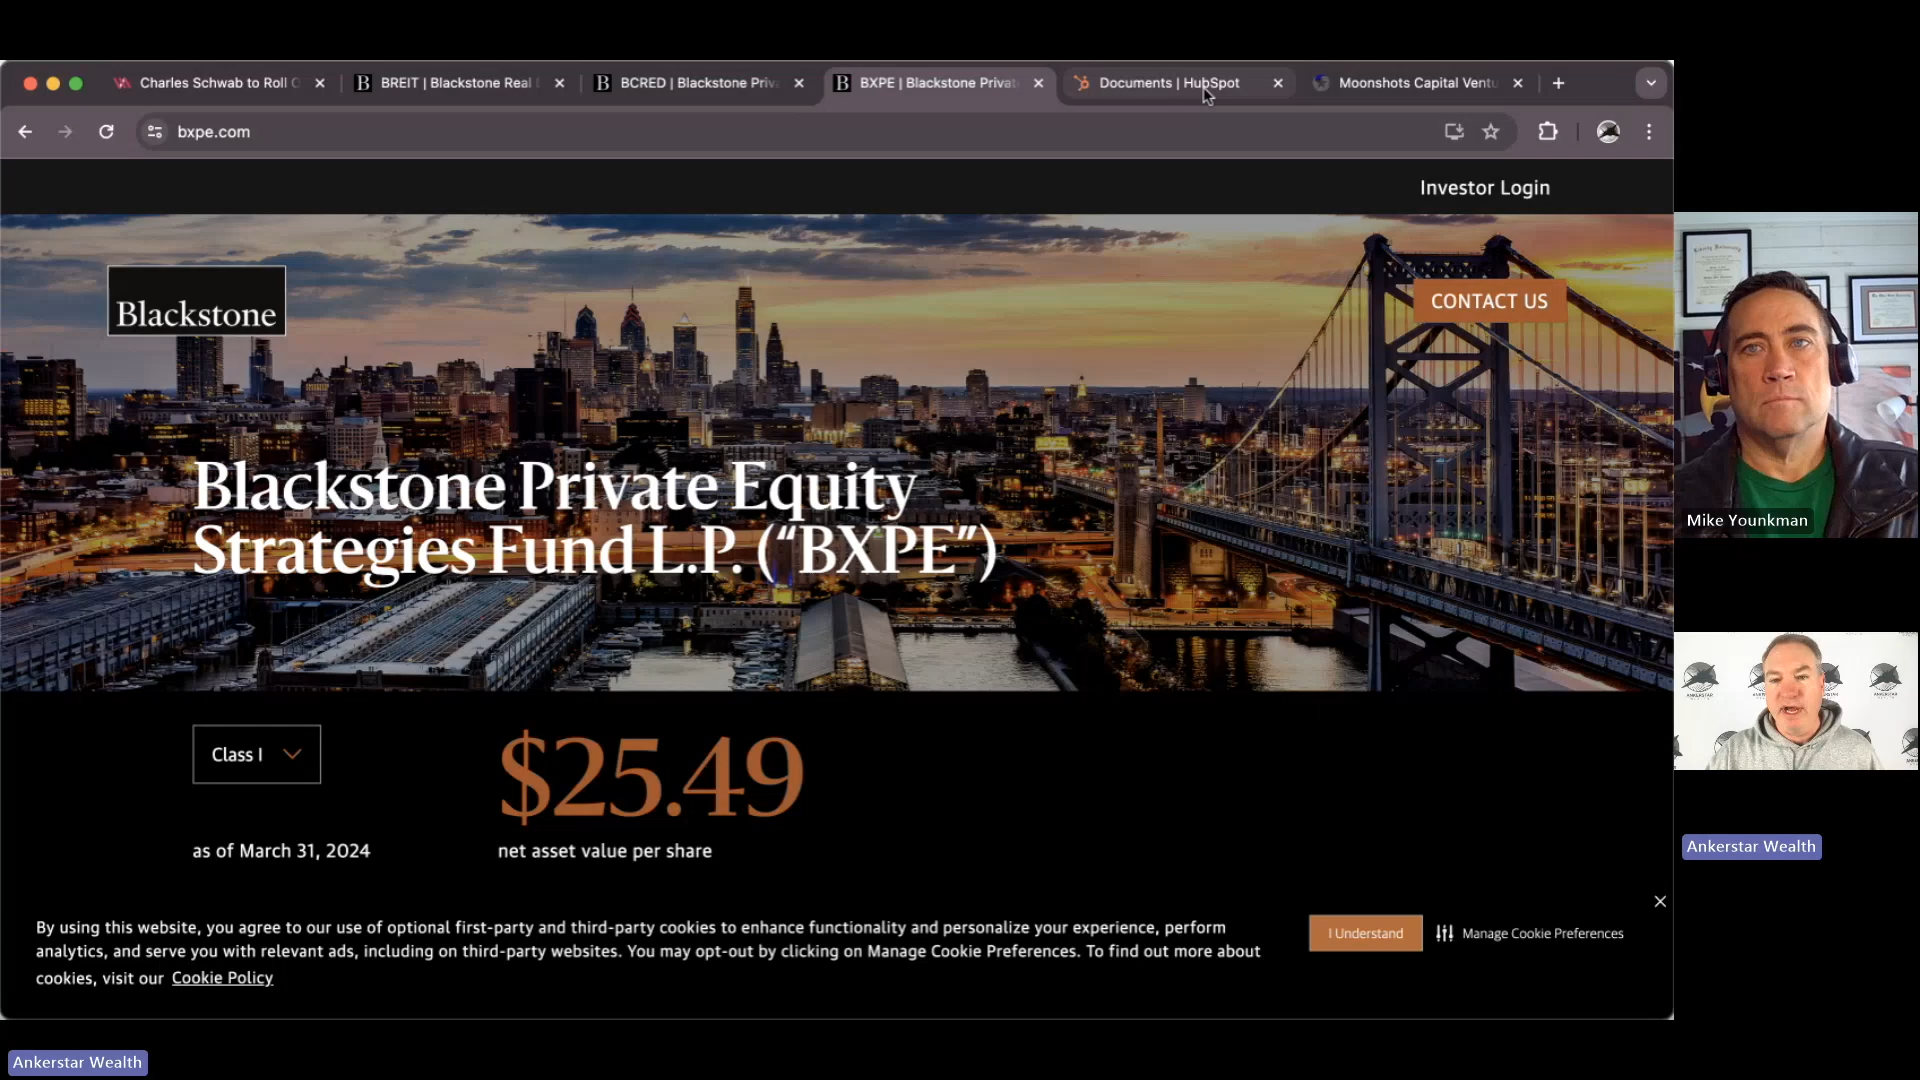 Charles Schwab to Roll O
BREIT | Blackstone Real E
BCRED | Blackstone Priva
BXPE | Blackstone Private
Documents | HubSpot
Moonshots Capital Ventu
bxpe.com
Investor Login
Blackstone
CONTACT US
Blackstone Private Equity
Strategies Fund L.P. (“BXPE”)
Class I
$25.49
as of March 31, 2024
net asset value per share
By using this website, you agree to our use of optional first-party and third-party cookies to enhance functionality and personalize your experience, perform
analytics, and serve you with relevant ads, including on third-party websites. You may opt-out by clicking on Manage Cookie Preferences. To find out more about
cookies, visit our Cookie Policy
I Understand
Manage Cookie Preferences
Mike Younkman
ANKERSTAR
Ankerstar Wealth
Ankerstar Wealth